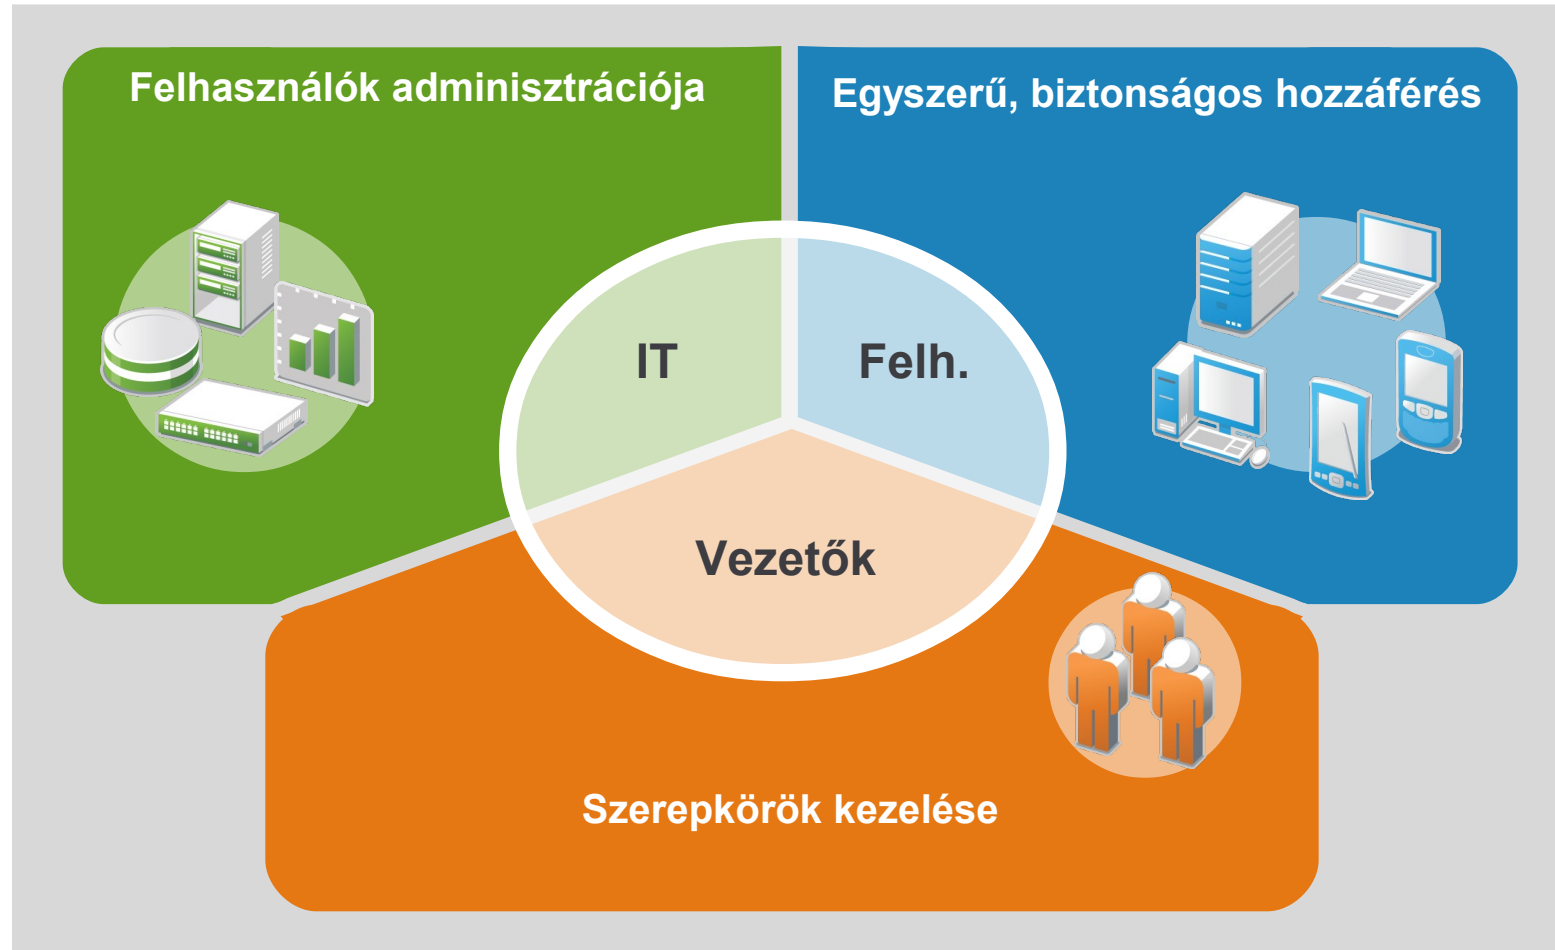 Felhasználók adminisztrációja
Egyszerű, biztonságos hozzáférés
IT
Felh.
Vezetők
Szerepkörök kezelése